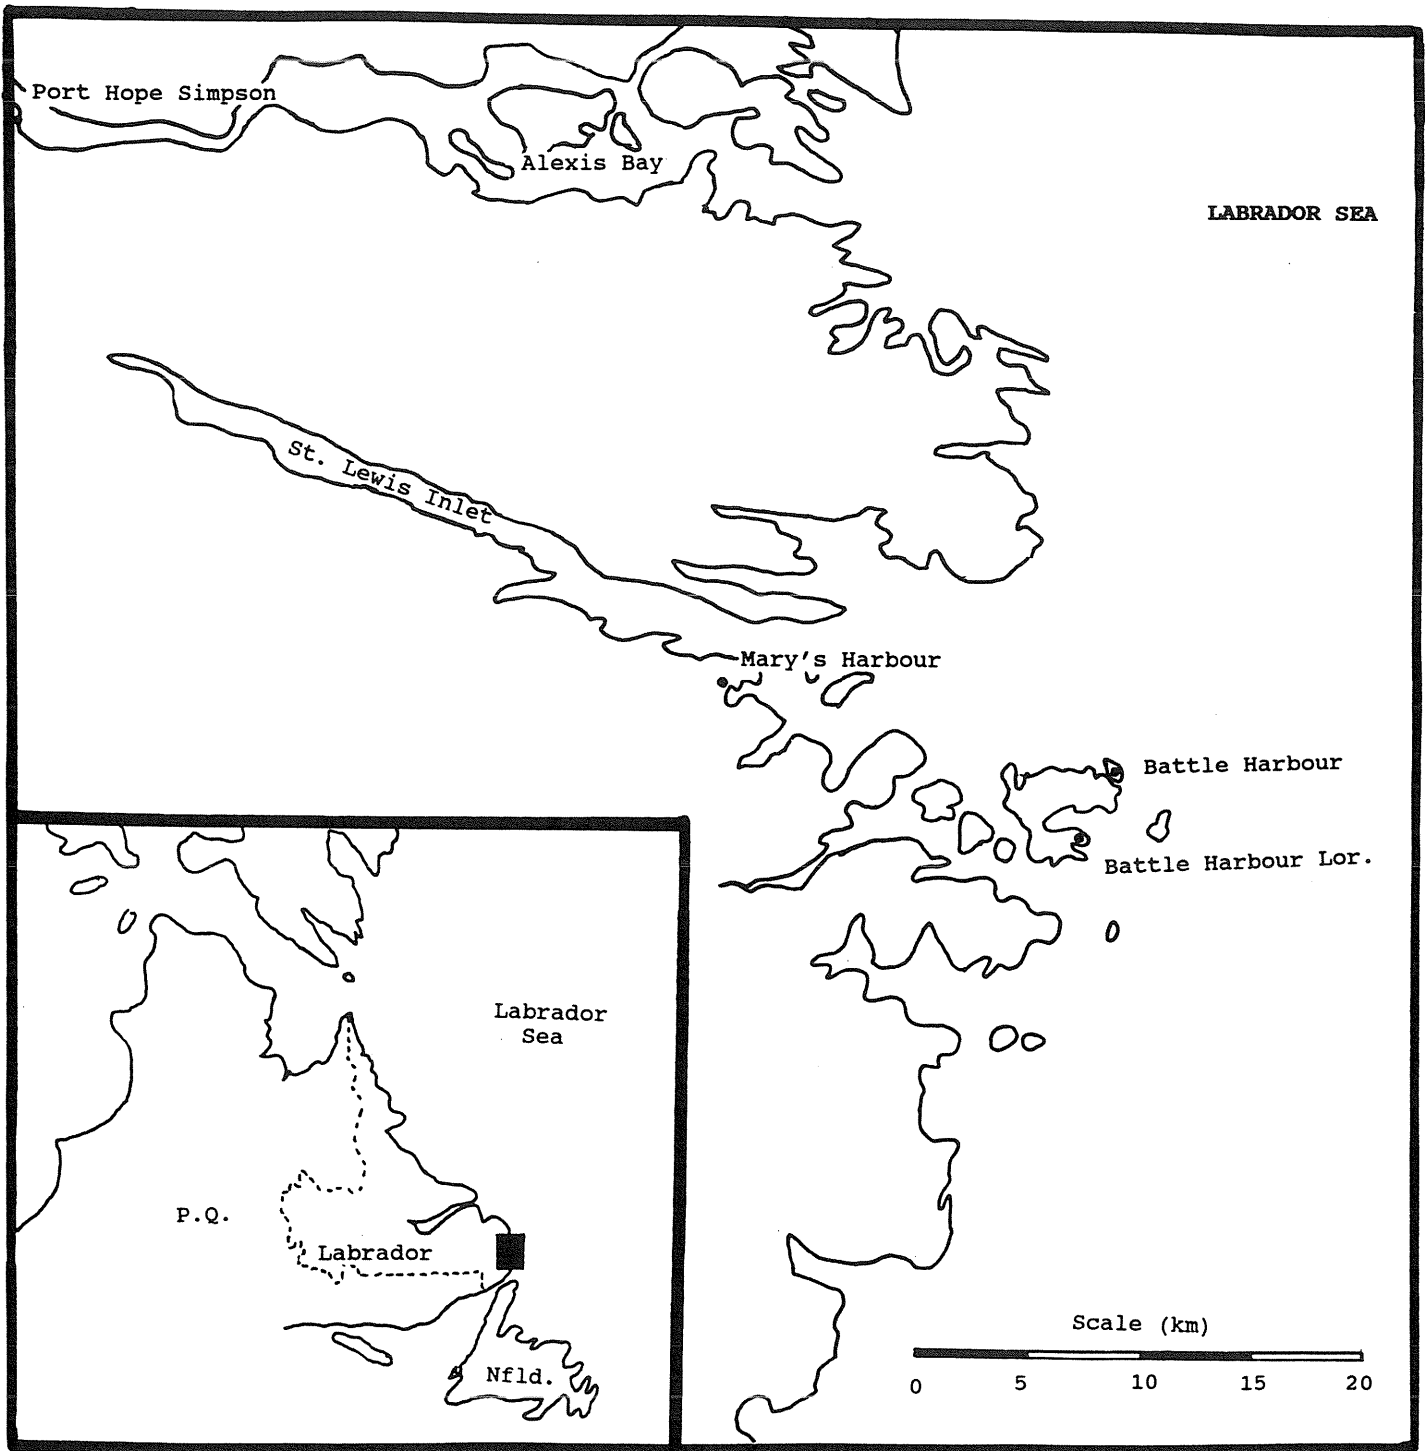 Port Hope Simpson
Alexis Bay
LABRADOR SEA
St. Lewis Inlet
Mary's Harbour
Battle Harbour
Battle Harbour Lor.
Labrador
Sea
P.Q.
Labrador
Nfld.
Scale (km)
0 5 10 15 20